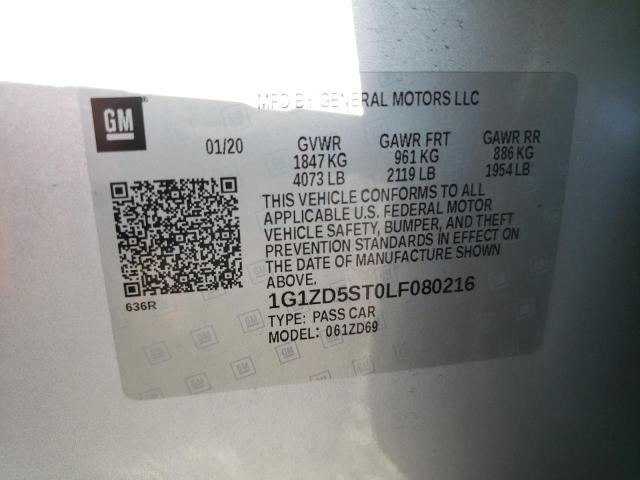 MFD BY GENERAL MOTORS LLC
GM
01/20
GVWR GAWR FRT GAWR RR
1847 KG 961 KG 886 KG
4073 LB 2119 LB 1954 LB
THIS VEHICLE CONFORMS TO ALL
APPLICABLE U.S. FEDERAL MOTOR
VEHICLE SAFETY, BUMPER, AND THEFT
PREVENTION STANDARDS IN EFFECT ON
THE DATE OF MANUFACTURE SHOWN
ABOVE.
636R
1G1ZD5ST0LF080216
TYPE: PASS CAR
MODEL: 061ZD69